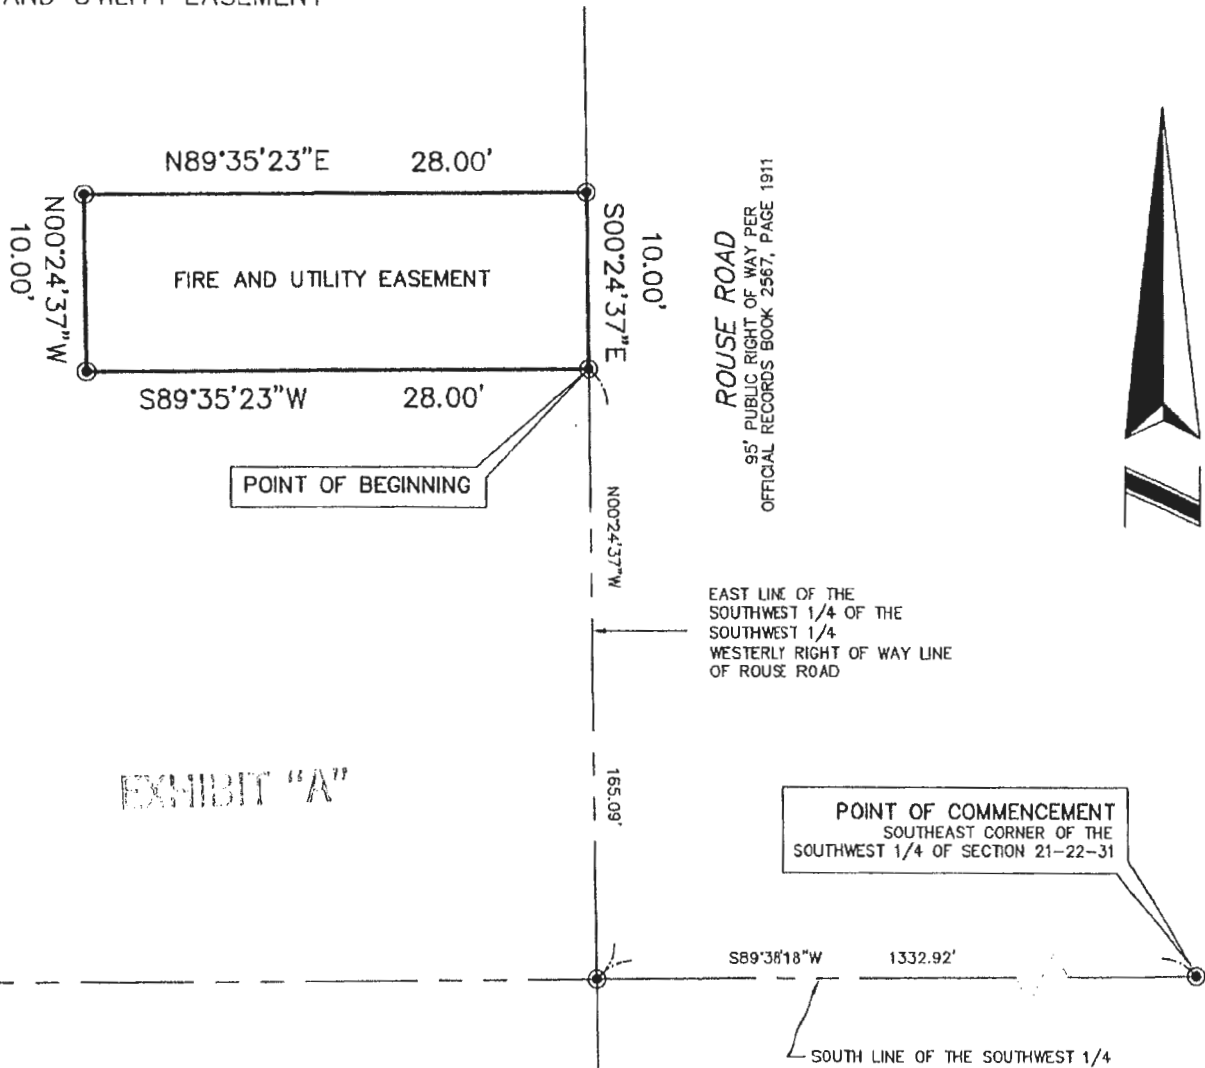 AND UTILITY EASEMENT
N89°35'23"E 28.00'
N00°24'37"W
10.00'
FIRE AND UTILITY EASEMENT
S00°24'37"E
10.00'
S89°35'23"W 28.00'
POINT OF BEGINNING
ROUSE ROAD
95' PUBLIC RIGHT OF WAY PER
OFFICIAL RECORDS BOOK 2567, PAGE 1911
N00°24'37"W
EAST LINE OF THE
SOUTHWEST 1/4 OF THE
SOUTHWEST 1/4
WESTERLY RIGHT OF WAY LINE
OF ROUSE ROAD
EXHIBIT "A"
165.09'
POINT OF COMMENCEMENT
SOUTHEAST CORNER OF THE
SOUTHWEST 1/4 OF SECTION 21-22-31
S89°38'18"W 1332.92'
SOUTH LINE OF THE SOUTHWEST 1/4